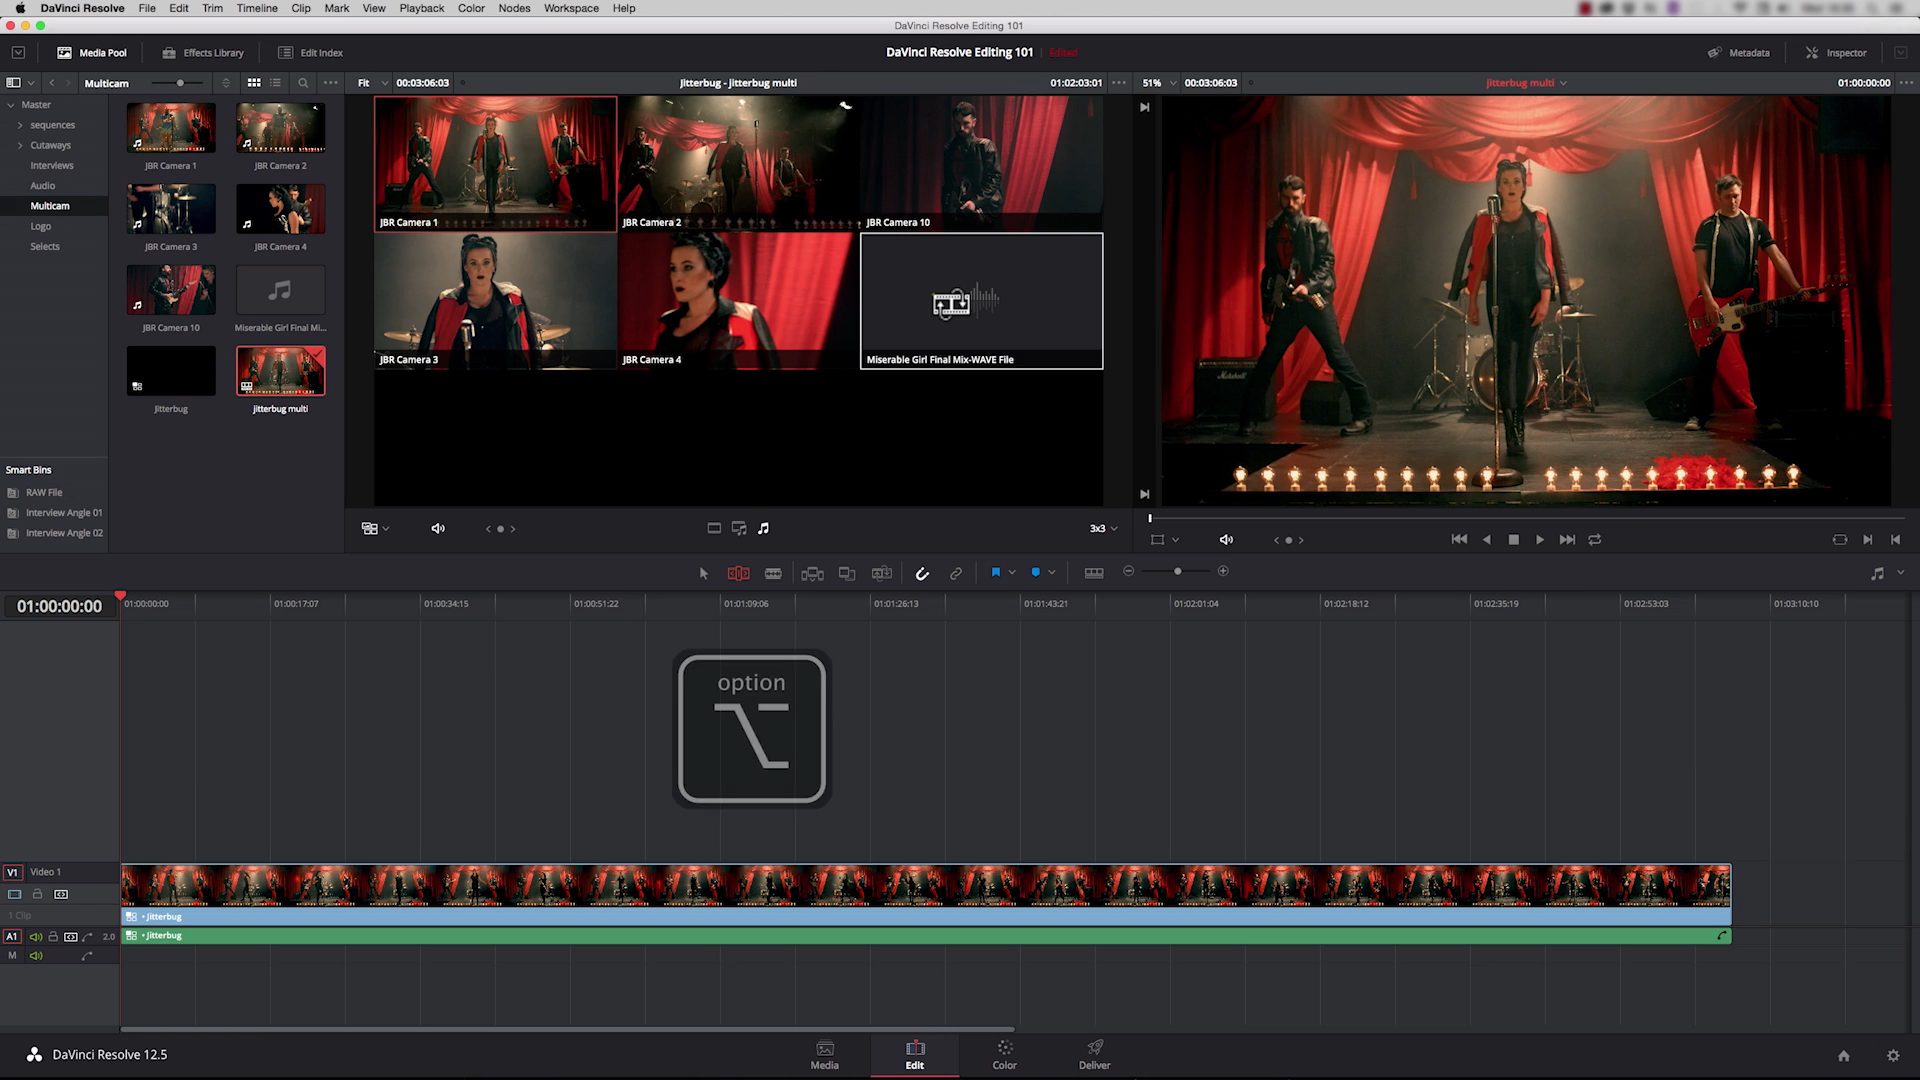 DaVinci Resolve File Edit Trim Timeline Clip Mark View Playback Color Nodes Workspace Help
DaVinci Resolve Editing 101
Media Pool Effects Library Edit Index
DaVinci Resolve Editing 101 Edited
Metadata Inspector
Multicam
Fit 00:03:06:03 Jitterbug - jitterbug multi 01:02:03:01
51% 00:03:06:03 jitterbug multi 01:00:00:00
Master
sequences
Cutaways
Interviews
Audio
Multicam
Logo
Selects
JBR Camera 1 JBR Camera 2
JBR Camera 3 JBR Camera 4
JBR Camera 10 Miserable Girl Final Mi...
Jitterbug jitterbug multi
JBR Camera 1 JBR Camera 2 JBR Camera 10
JBR Camera 3 JBR Camera 4 Miserable Girl Final Mix-WAVE File
Marshall
Smart Bins
RAW File
Interview Angle 01
Interview Angle 02
3x3
01:00:00:00
01:00:00:00 01:00:17:07 01:00:34:15 01:00:51:22 01:01:09:06 01:01:26:13 01:01:43:21 01:02:01:04 01:02:18:12 01:02:35:19 01:02:53:03 01:03:10:10
option
V1 Video 1
1 Clip
• Jitterbug
A1 2.0
• Jitterbug
M
DaVinci Resolve 12.5
Media Edit Color Deliver